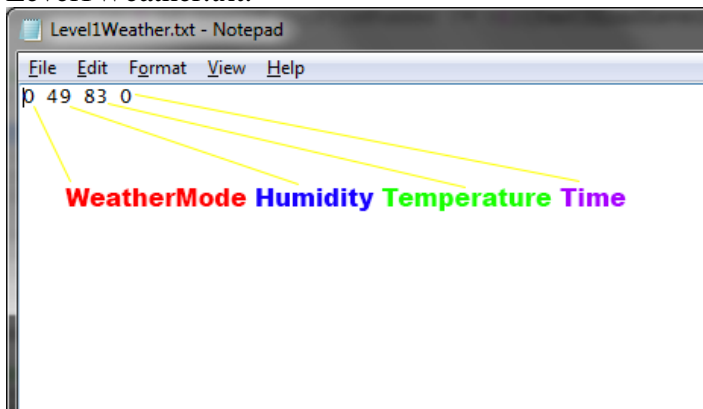 Level1Weather.txt - Notepad
File Edit Format View Help
0 49 83 0
WeatherMode Humidity Temperature Time